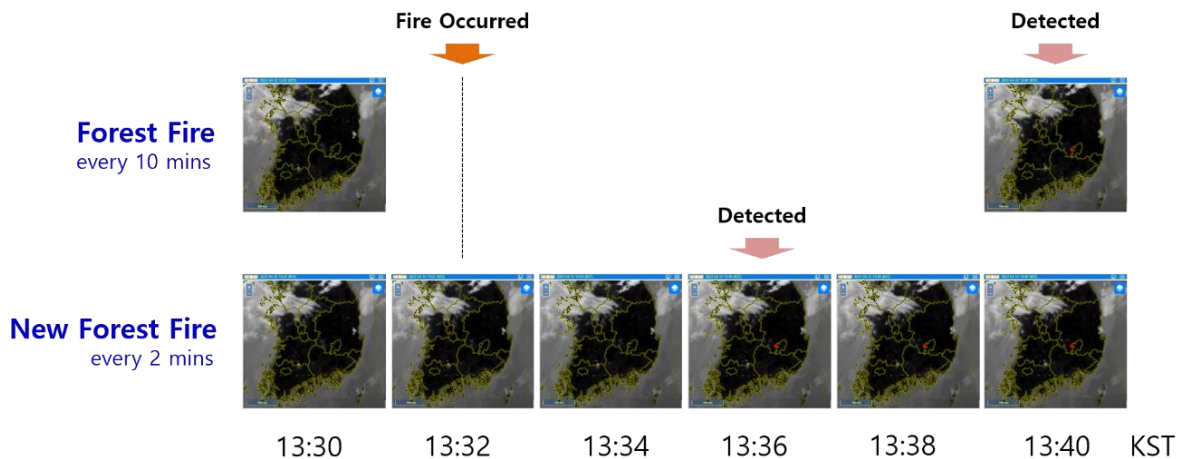 Fire Occurred
Detected
Forest Fire
every 10 mins
Detected
New Forest Fire
every 2 mins
13:30 13:32 13:34 13:36 13:38 13:40 KST